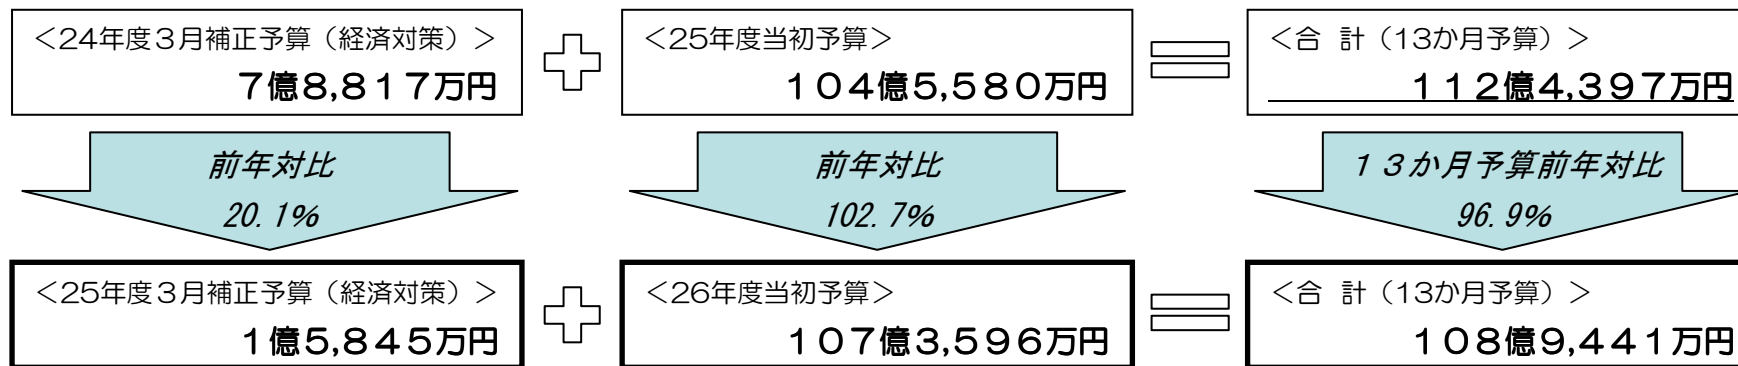 ＜24年度３月補正予算（経済対策）＞
７億８,８１７万円
＜25年度当初予算＞
１０４億５,５８０万円
＜合 計（13か月予算）＞
１１２億４,３９７万円
前年対比
20.1%
前年対比
102.7%
１３か月予算前年対比
96.9%
＜25年度３月補正予算（経済対策）＞
１億５,８４５万円
＜26年度当初予算＞
１０７億３,５９６万円
＜合 計（13か月予算）＞
１０８億９,４４１万円